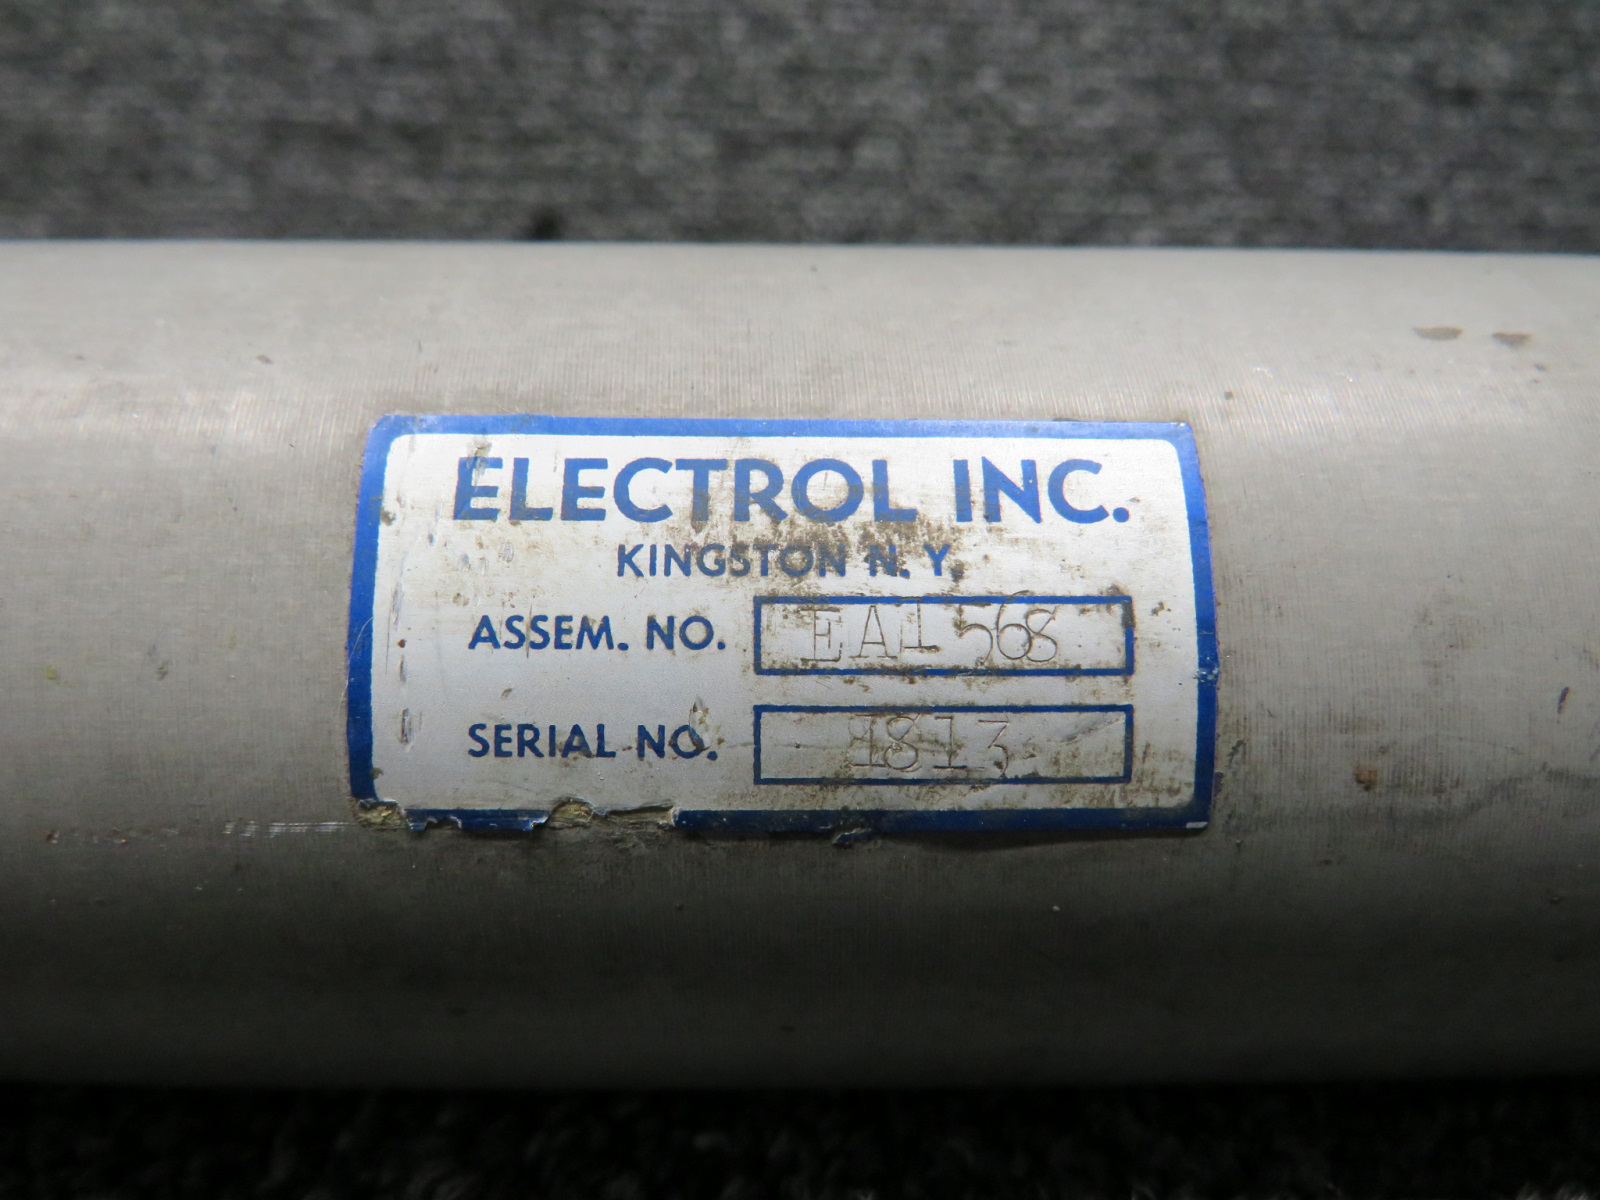 ELECTROL INC.
KINGSTON N. Y.
ASSEM. NO. EA1568
SERIAL NO. 1813